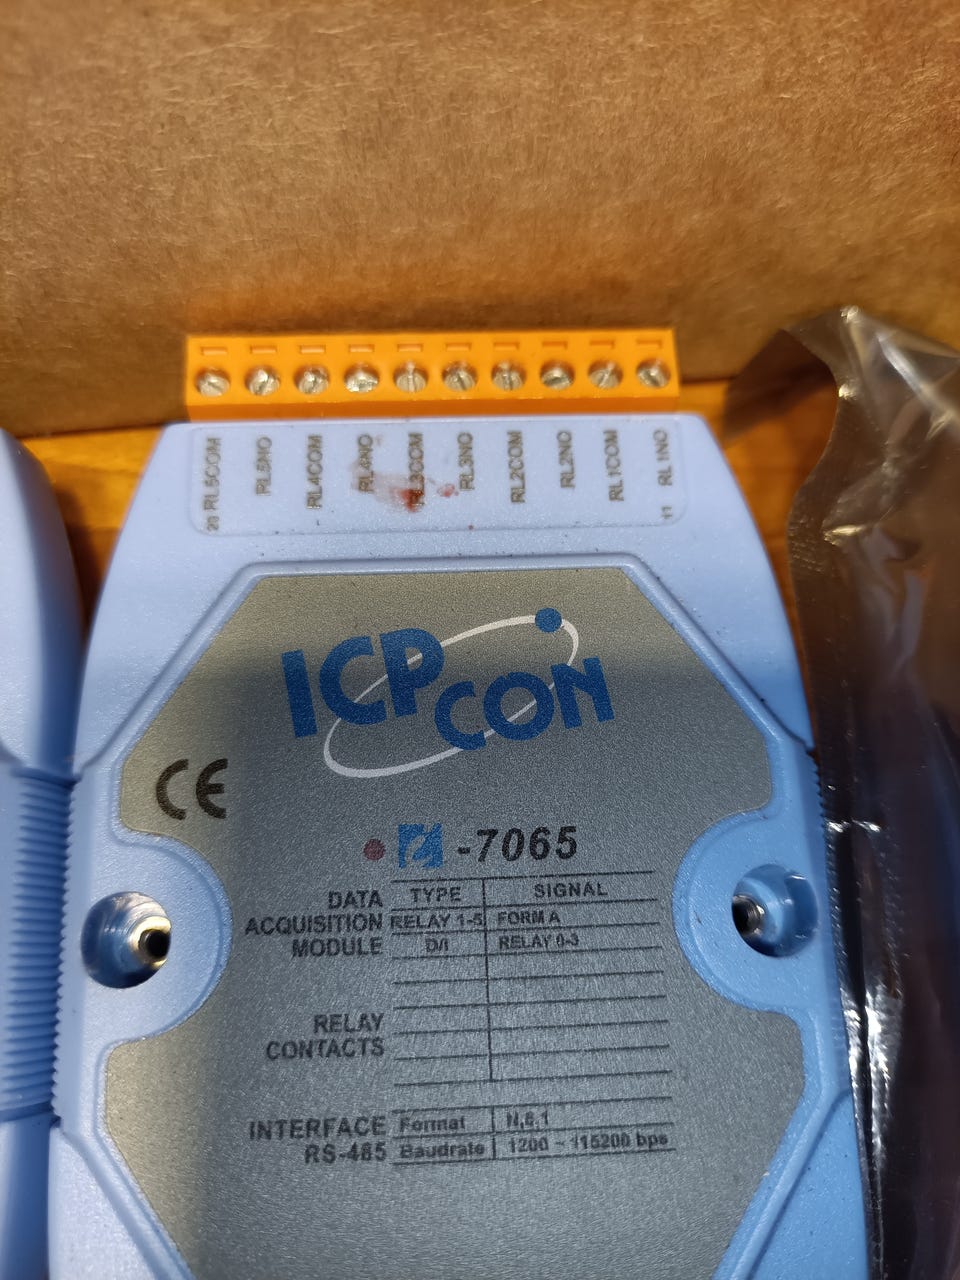 20 RL5COM
RL5NO
RL4COM
RL4NO
RL3COM
RL3NO
RL2COM
RL2NO
RL1COM
11 RL1NO
ICP CON
CE
-7065
DATA ACQUISITION MODULE
TYPE SIGNAL
RELAY 1-5 FORM A
D/I RELAY 0-3
RELAY CONTACTS
INTERFACE RS-485
Format N,8,1
Baudrate 1200 ~ 115200 bps